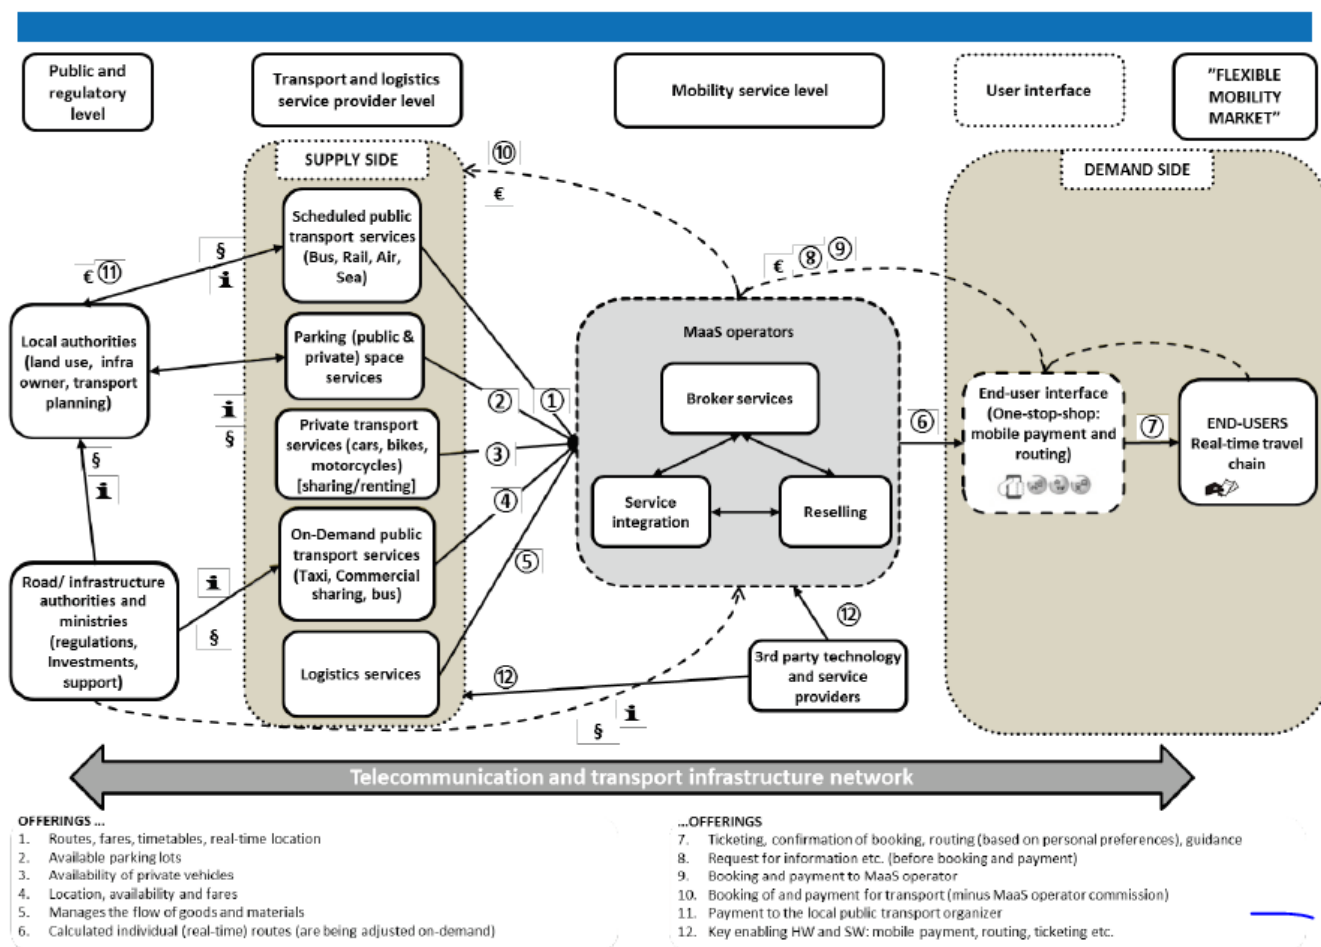 Public and
regulatory
level
Transport and logistics
service provider level
Mobility service level
User interface
"FLEXIBLE
MOBILITY
MARKET"
SUPPLY SIDE
DEMAND SIDE
10
€
Scheduled public
transport services
(Bus, Rail, Air,
Sea)
§
i
€ 11
€ 8 9
Local authorities
(land use, infra
owner, transport
planning)
Parking (public &
private) space
services
i
§
2
1
Private transport
services (cars, bikes,
motorcycles)
[sharing/renting]
3
4
On-Demand public
transport services
(Taxi, Commercial
sharing, bus)
5
Logistics services
MaaS operators
Broker services
Service
integration
Reselling
6
End-user interface
(One-stop-shop:
mobile payment and
routing)
7
END-USERS
Real-time travel
chain
§
i
Road/ infrastructure
authorities and
ministries
(regulations,
Investments,
support)
i
§
12
12
3rd party technology
and service
providers
i
§
Telecommunication and transport infrastructure network
OFFERINGS ...
1. Routes, fares, timetables, real-time location
2. Available parking lots
3. Availability of private vehicles
4. Location, availability and fares
5. Manages the flow of goods and materials
6. Calculated individual (real-time) routes (are being adjusted on-demand)
...OFFERINGS
7. Ticketing, confirmation of booking, routing (based on personal preferences), guidance
8. Request for information etc. (before booking and payment)
9. Booking and payment to MaaS operator
10. Booking of and payment for transport (minus MaaS operator commission)
11. Payment to the local public transport organizer
12. Key enabling HW and SW: mobile payment, routing, ticketing etc.